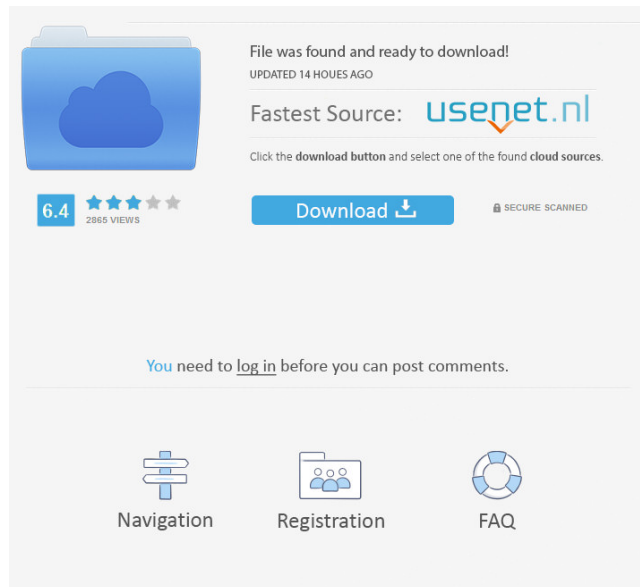 File was found and ready to download!
UPDATED 14 HOUES AGO
Fastest Source: usenet.nl
Click the download button and select one of the found cloud sources.
6.4
2865 VIEWS
Download
SECURE SCANNED
You need to log in before you can post comments.
Navigation
Registration
FAQ